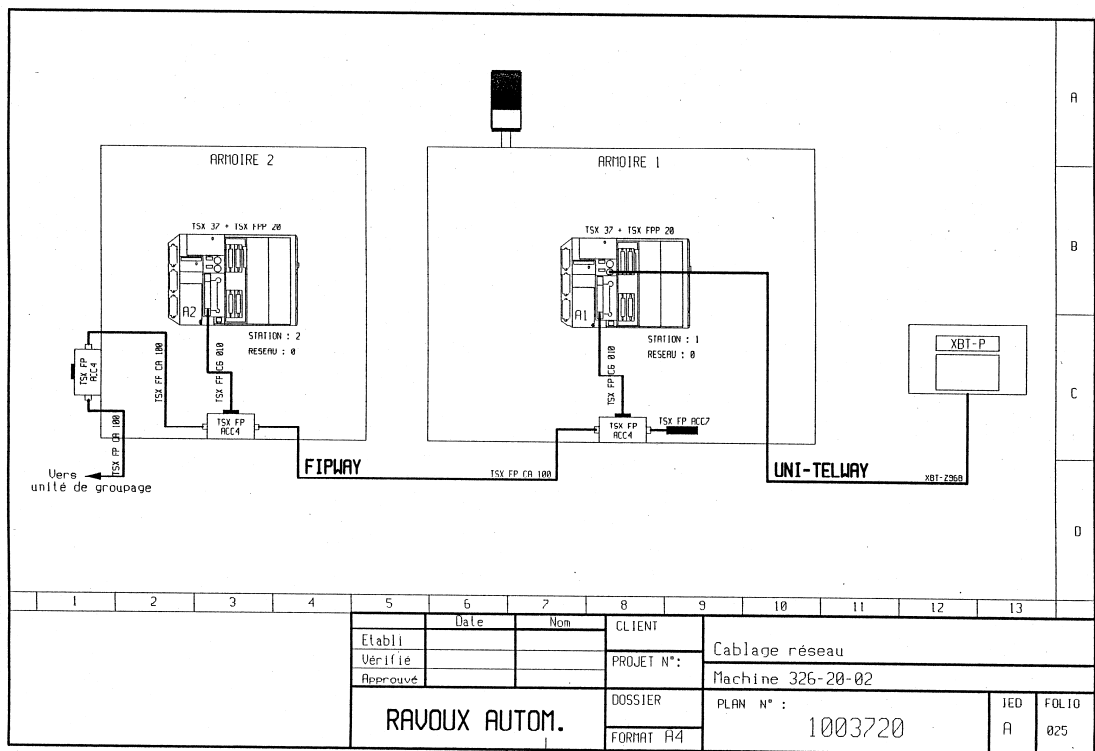 A
ARMOIRE 2
ARMOIRE 1
TSX 37 + TSX FPP 20
TSX 37 + TSX FPP 20
B
A2
A1
STATION : 2
RESEAU : 0
STATION : 1
RESEAU : 0
XBT-P
TSX FP ACC4
TSX FP CA 100
TSX FP CG 010
TSX FP CG 010
C
TSX FP ACC4
TSX FP ACC4
TSX FP ACC7
TSX FP CA 100
FIPWAY
TSX FP CA 100
UNI-TELWAY
XBT-Z968
Vers
unité de groupage
D
1 2 3 4 5 6 7 8 9 10 11 12 13
Date Nom
CLIENT
Etabli
Cablage réseau
Vérifié
PROJET N°:
Approuvé
Machine 326-20-02
DOSSIER
PLAN N° :
IED
FOLIO
RAVOUX AUTOM.
1003720
A
025
FORMAT A4